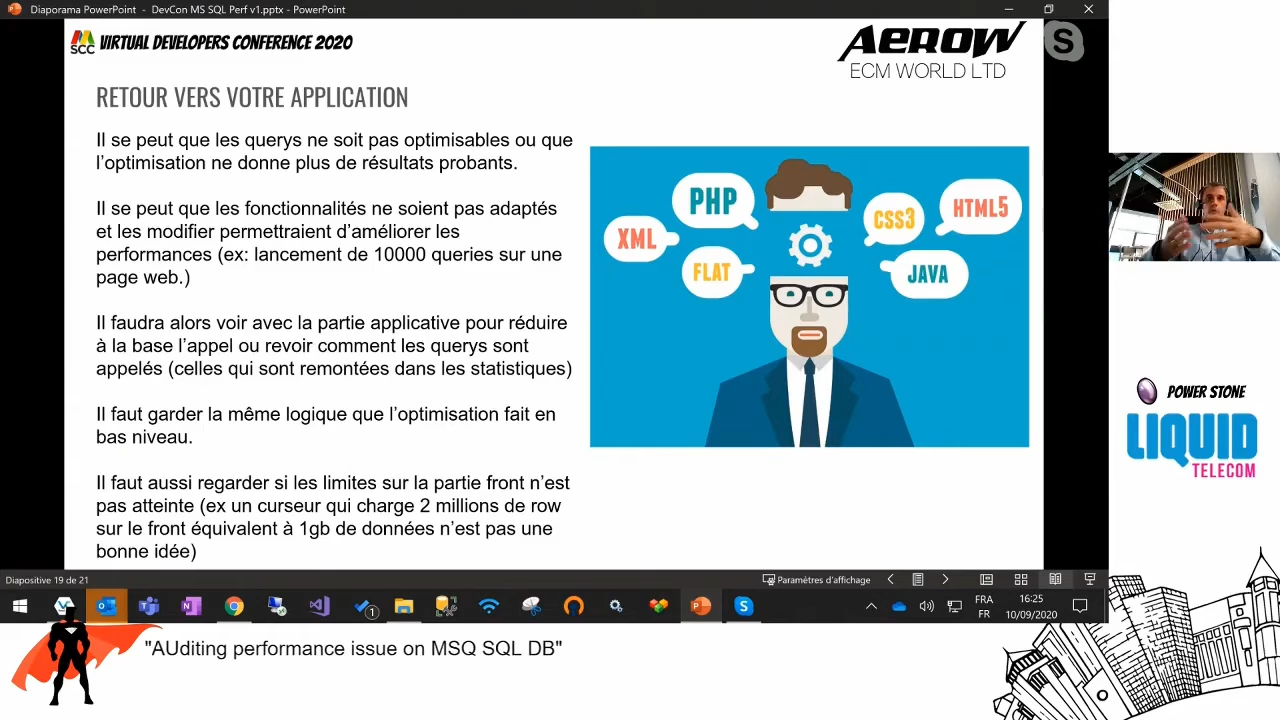 Diaporama PowerPoint - DevCon MS SQL Perf v1.pptx - PowerPoint
SCC VIRTUAL DEVELOPERS CONFERENCE 2020
AEROW
ECM WORLD LTD
S
RETOUR VERS VOTRE APPLICATION
Il se peut que les querys ne soit pas optimisables ou que
l'optimisation ne donne plus de résultats probants.
Il se peut que les fonctionnalités ne soient pas adaptés
et les modifier permettraient d'améliorer les
performances (ex: lancement de 10000 queries sur une
page web.)
Il faudra alors voir avec la partie applicative pour réduire
à la base l'appel ou revoir comment les querys sont
appelés (celles qui sont remontées dans les statistiques)
Il faut garder la même logique que l'optimisation fait en
bas niveau.
Il faut aussi regarder si les limites sur la partie front n'est
pas atteinte (ex un curseur qui charge 2 millions de row
sur le front équivalent à 1gb de données n'est pas une
bonne idée)
XML
PHP
FLAT
CSS3
HTML5
JAVA
POWER STONE
LIQUID
TELECOM
Diapositive 19 de 21
Paramètres d'affichage
1
FRA
FR
16:25
10/09/2020
"AUditing performance issue on MSQ SQL DB"